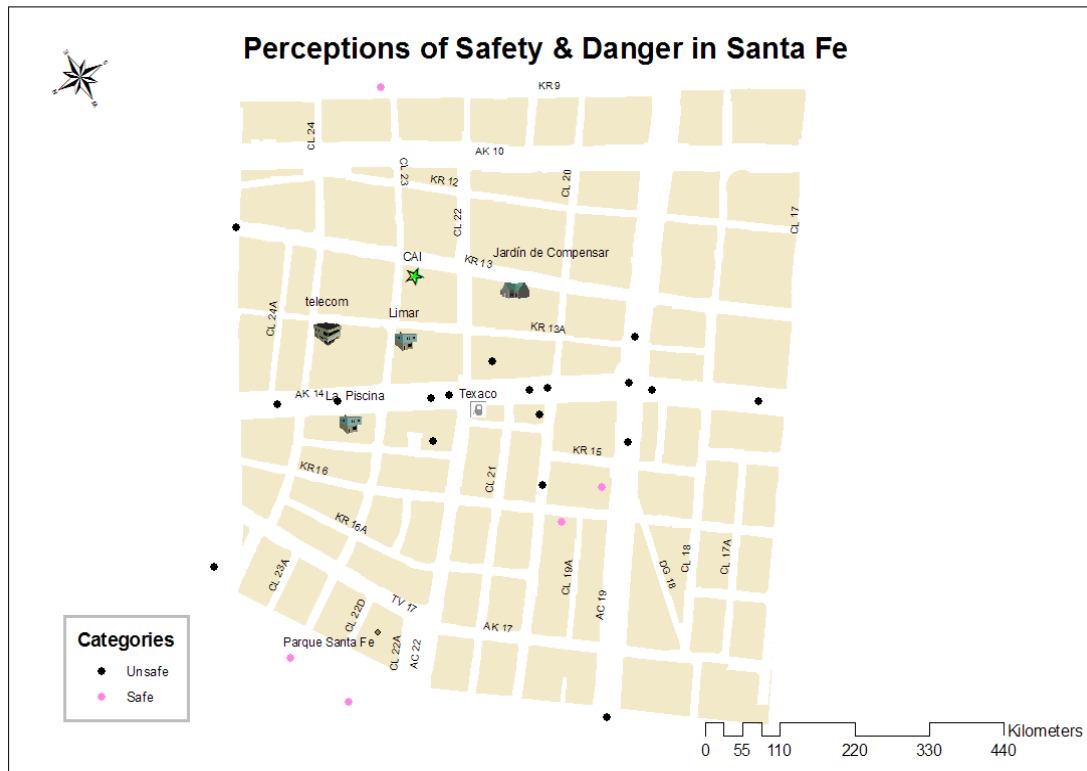 Perceptions of Safety & Danger in Santa Fe
KR 9
CL 24
AK 10
CL 23
KR 12
CL 20
CL 22
CL 17
CAI
KR 13
Jardín de Compensar
telecom
CL 24A
Limar
KR 13A
AK 14
La Piscina
Texaco
KR 15
KR 16
CL 21
KR 16A
CL 23A
CL 19A
DG 18
CL 18
CL 17A
TV 17
CL 22D
AC 19
AK 17
Parque Santa Fe
CL 22A
AC 22
Categories
Unsafe
Safe
Kilometers
0 55 110 220 330 440